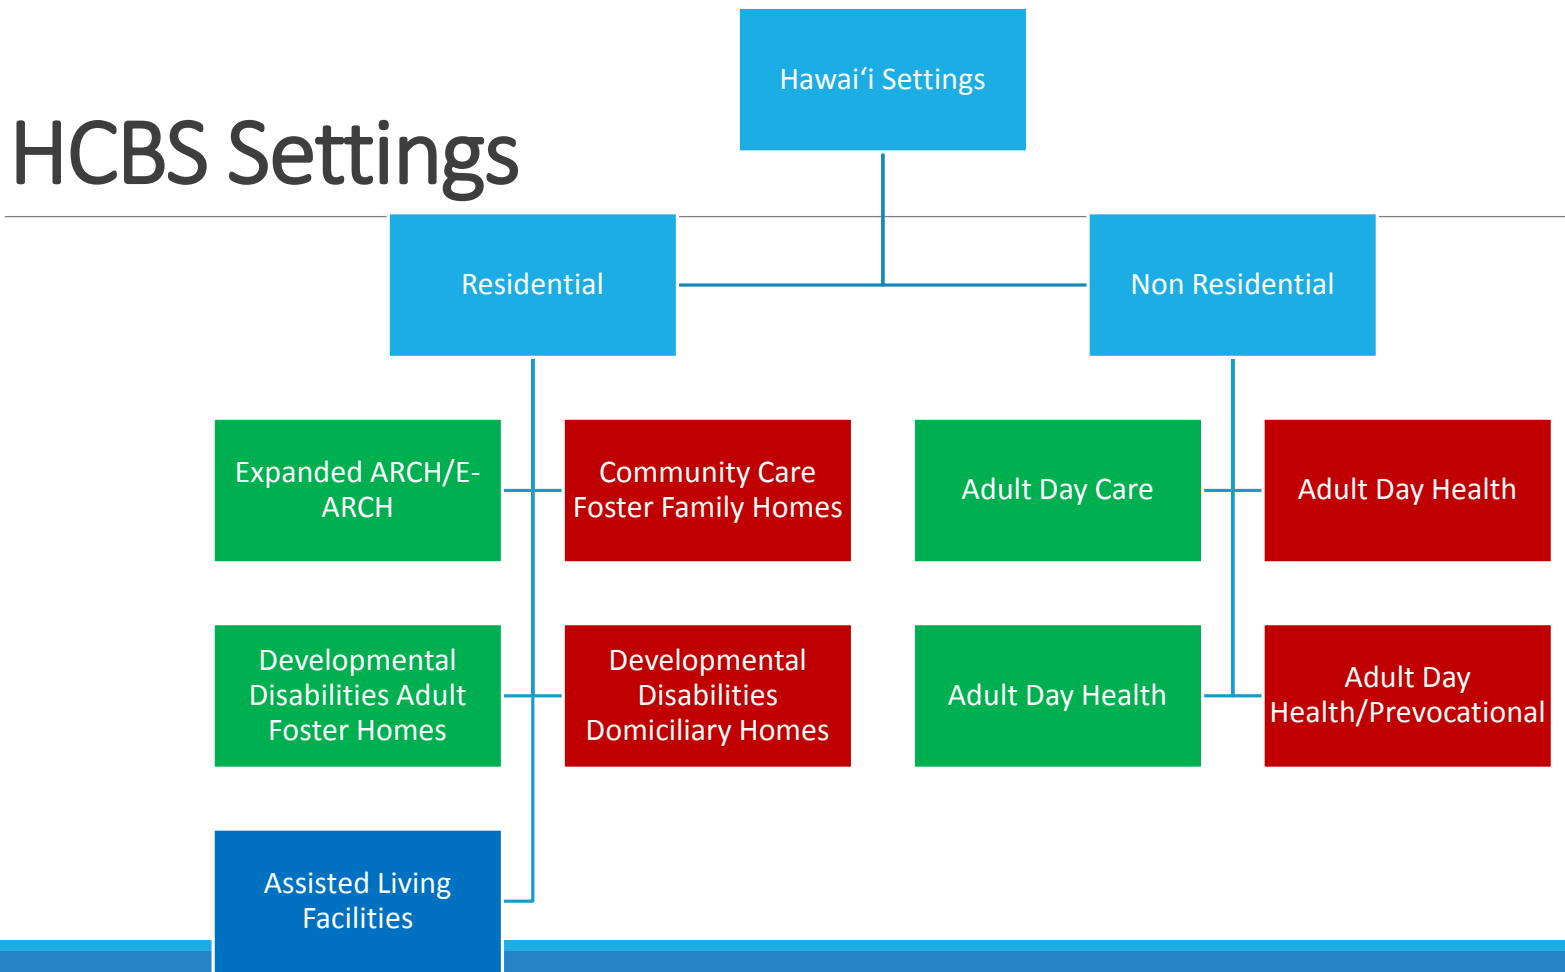 Hawai‘i Settings
HCBS Settings
Residential
Non Residential
Expanded ARCH/E-
ARCH
Community Care
Foster Family Homes
Adult Day Care
Adult Day Health
Developmental
Disabilities Adult
Foster Homes
Developmental
Disabilities
Domiciliary Homes
Adult Day Health
Adult Day
Health/Prevocational
Assisted Living
Facilities